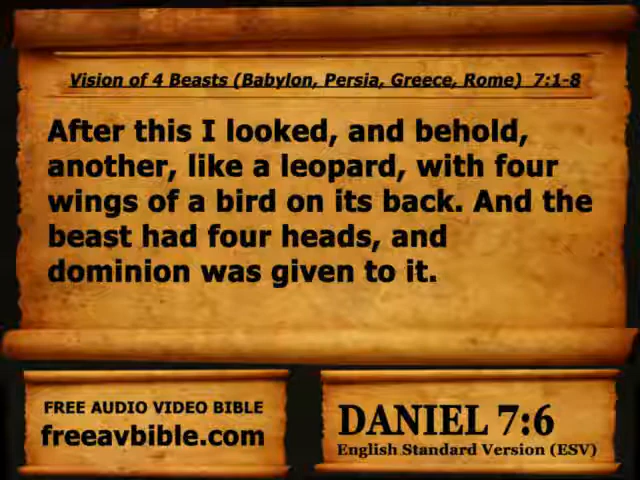 Vision of 4 Beasts (Babylon, Persia, Greece, Rome)  7:1-8
After this I looked, and behold,
another, like a leopard, with four
wings of a bird on its back. And the
beast had four heads, and
dominion was given to it.
FREE AUDIO VIDEO BIBLE
freeavbible.com
DANIEL 7:6
English Standard Version (ESV)